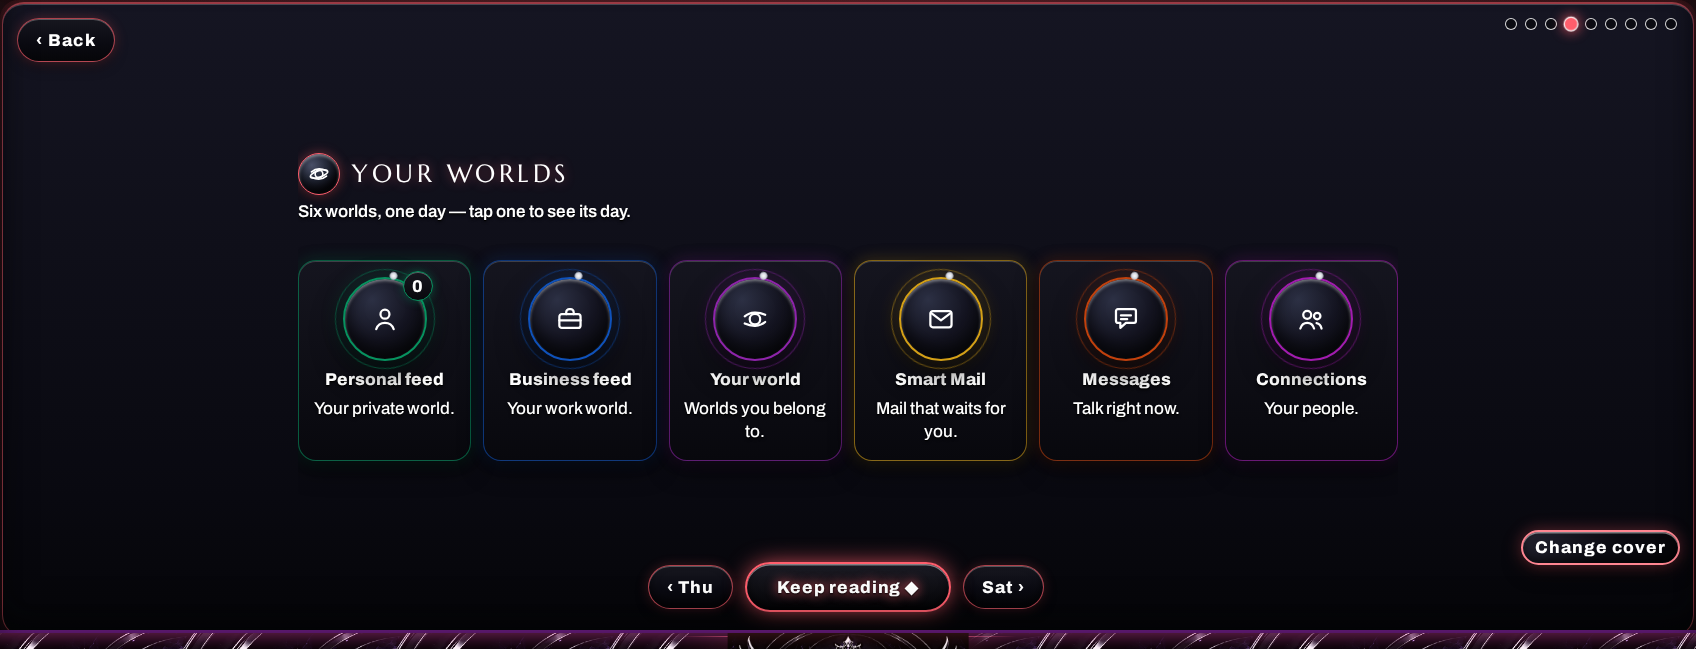 ‹ Back
YOUR WORLDS
Six worlds, one day — tap one to see its day.
0
Personal feed
Your private world.
Business feed
Your work world.
Your world
Worlds you belong
to.
Smart Mail
Mail that waits for
you.
Messages
Talk right now.
Connections
Your people.
Change cover
‹ Thu
Keep reading ◆
Sat ›